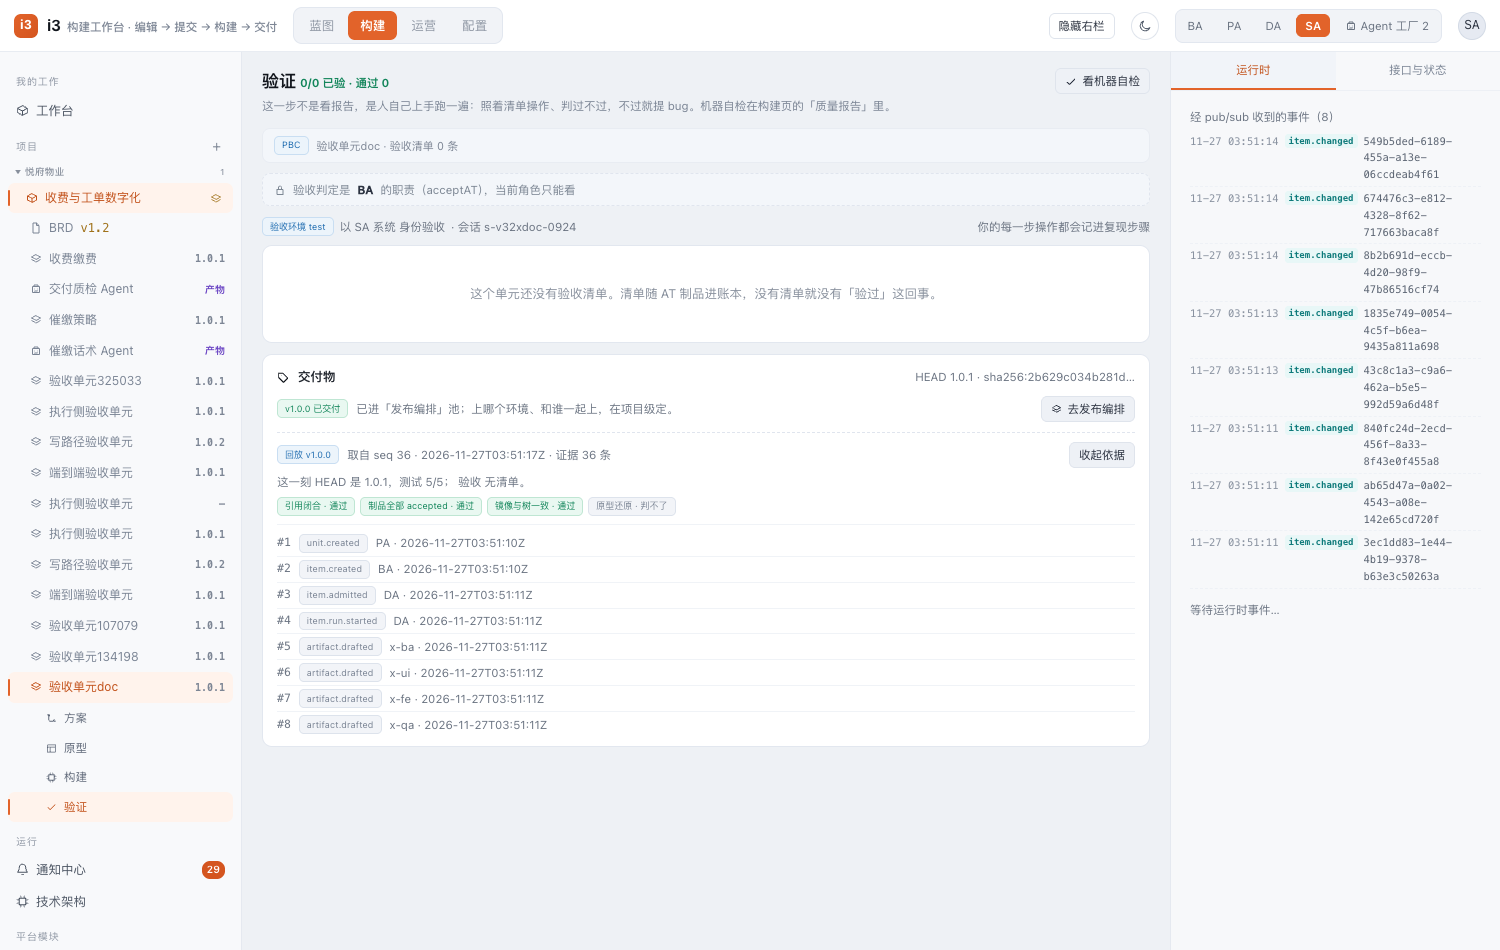 i3 i3 构建工作台 · 编辑 → 提交 → 构建 → 交付
蓝图 构建 运营 配置
隐藏右栏
BA PA DA SA Agent 工厂 2
SA
我的工作
工作台
项目 +
悦府物业 1
收费与工单数字化
BRD v1.2
收费缴费 1.0.1
交付质检 Agent 产物
催缴策略 1.0.1
催缴话术 Agent 产物
验收单元325033 1.0.1
执行侧验收单元 1.0.1
写路径验收单元 1.0.2
端到端验收单元 1.0.1
执行侧验收单元 —
执行侧验收单元 1.0.1
写路径验收单元 1.0.2
端到端验收单元 1.0.1
验收单元107079 1.0.1
验收单元134198 1.0.1
验收单元doc 1.0.1
方案
原型
构建
验证
运行
通知中心 29
技术架构
平台模块
验证 0/0 已验 · 通过 0
看机器自检
这一步不是看报告，是人自己上手跑一遍：照着清单操作、判过不过，不过就提 bug。机器自检在构建页的「质量报告」里。
PBC 验收单元doc · 验收清单 0 条
验收判定是 BA 的职责（acceptAT），当前角色只能看
验收环境 test 以 SA 系统 身份验收 · 会话 s-v32xdoc-0924
你的每一步操作都会记进复现步骤
这个单元还没有验收清单。清单随 AT 制品进账本，没有清单就没有「验过」这回事。
交付物
HEAD 1.0.1 · sha256:2b629c034b281d…
v1.0.0 已交付 已进「发布编排」池；上哪个环境、和谁一起上，在项目级定。
去发布编排
回放 v1.0.0 取自 seq 36 · 2026-11-27T03:51:17Z · 证据 36 条
收起依据
这一刻 HEAD 是 1.0.1，测试 5/5； 验收 无清单。
引用闭合 · 通过 制品全部 accepted · 通过 镜像与树一致 · 通过 原型还原 · 判不了
#1 unit.created PA · 2026-11-27T03:51:10Z
#2 item.created BA · 2026-11-27T03:51:10Z
#3 item.admitted DA · 2026-11-27T03:51:11Z
#4 item.run.started DA · 2026-11-27T03:51:11Z
#5 artifact.drafted x-ba · 2026-11-27T03:51:11Z
#6 artifact.drafted x-ui · 2026-11-27T03:51:11Z
#7 artifact.drafted x-fe · 2026-11-27T03:51:11Z
#8 artifact.drafted x-qa · 2026-11-27T03:51:11Z
运行时 接口与状态
经 pub/sub 收到的事件（8）
11-27 03:51:14 item.changed 549b5ded-6189-
455a-a13e-
06ccdeab4f61
11-27 03:51:14 item.changed 674476c3-e812-
4328-8f62-
717663baca8f
11-27 03:51:14 item.changed 8b2b691d-eccb-
4d20-98f9-
47b86516cf74
11-27 03:51:13 item.changed 1835e749-0054-
4c5f-b6ea-
9435a811a698
11-27 03:51:13 item.changed 43c8c1a3-c9a6-
462a-b5e5-
992d59a6d48f
11-27 03:51:11 item.changed 840fc24d-2ecd-
456f-8a33-
8f43e0f455a8
11-27 03:51:11 item.changed ab65d47a-0a02-
4543-a08e-
142e65cd720f
11-27 03:51:11 item.changed 3ec1dd83-1e44-
4b19-9378-
b63e3c50263a
等待运行时事件…